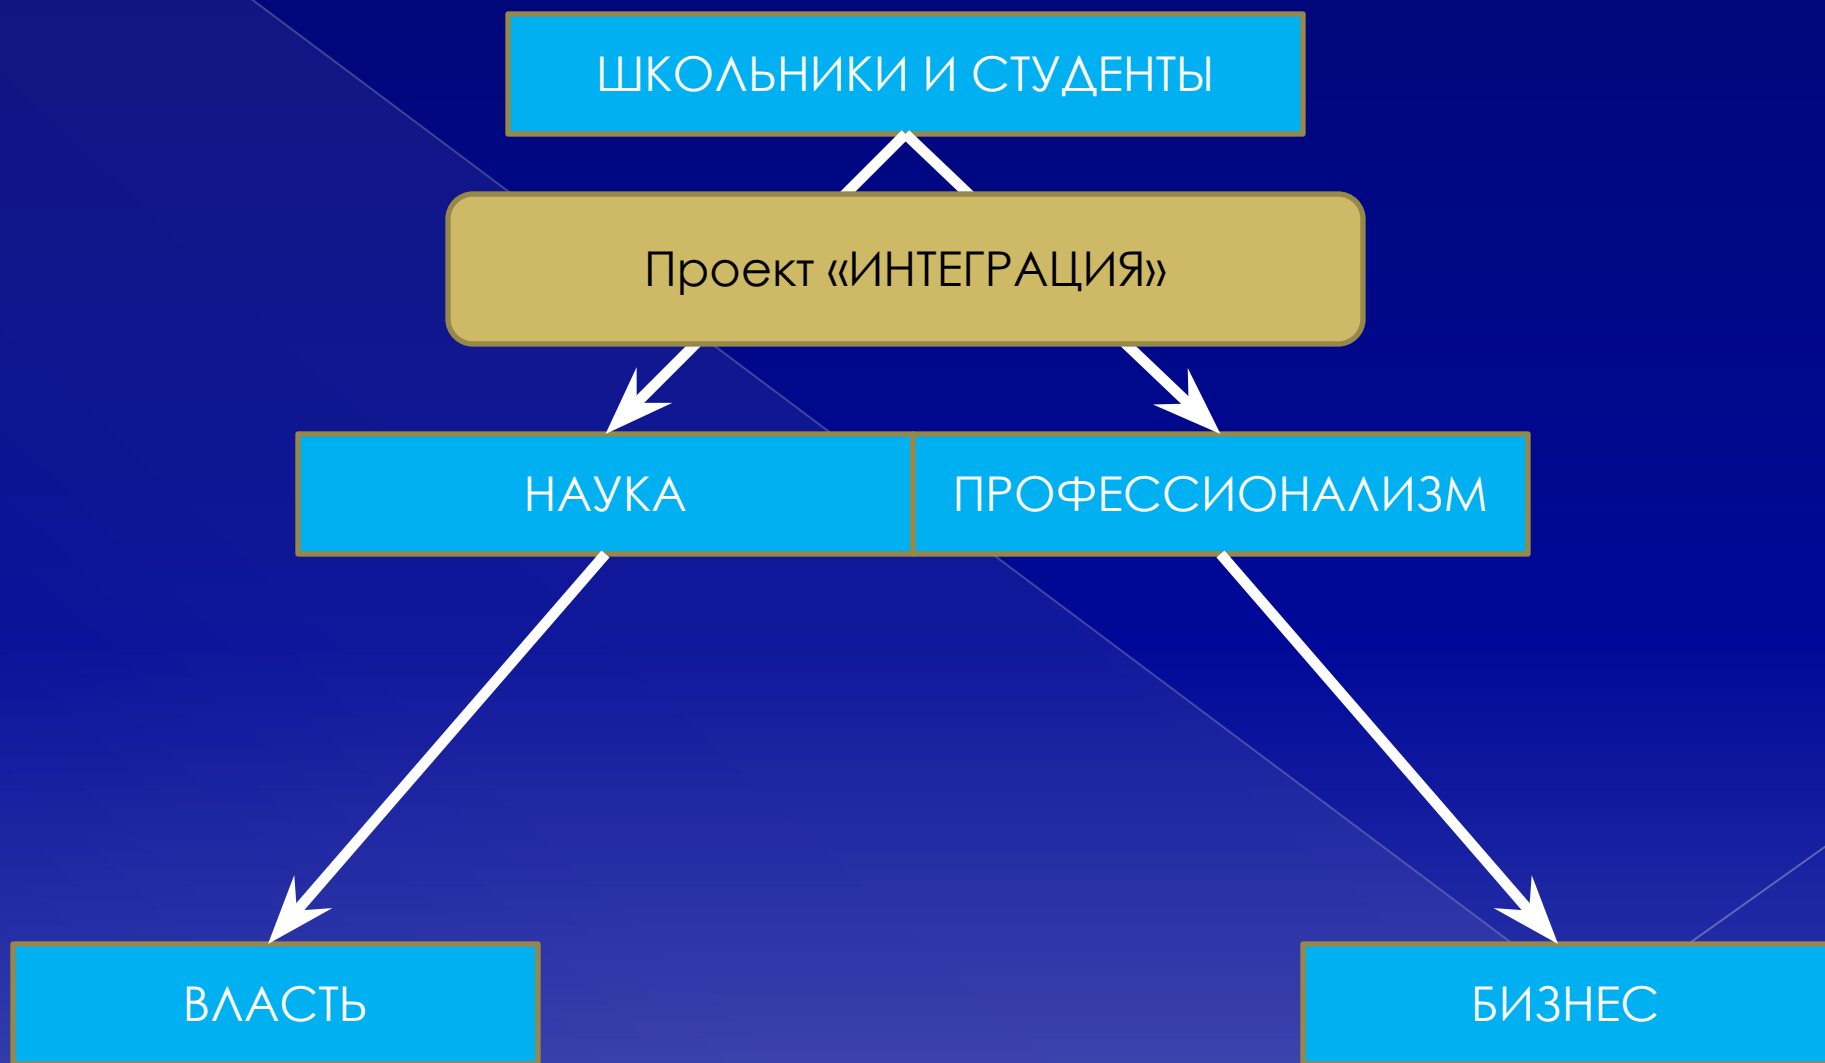 ШКОЛЬНИКИ И СТУДЕНТЫ
Проект «ИНТЕГРАЦИЯ»
НАУКА
ПРОФЕССИОНАЛИЗМ
ВЛАСТЬ
БИЗНЕС